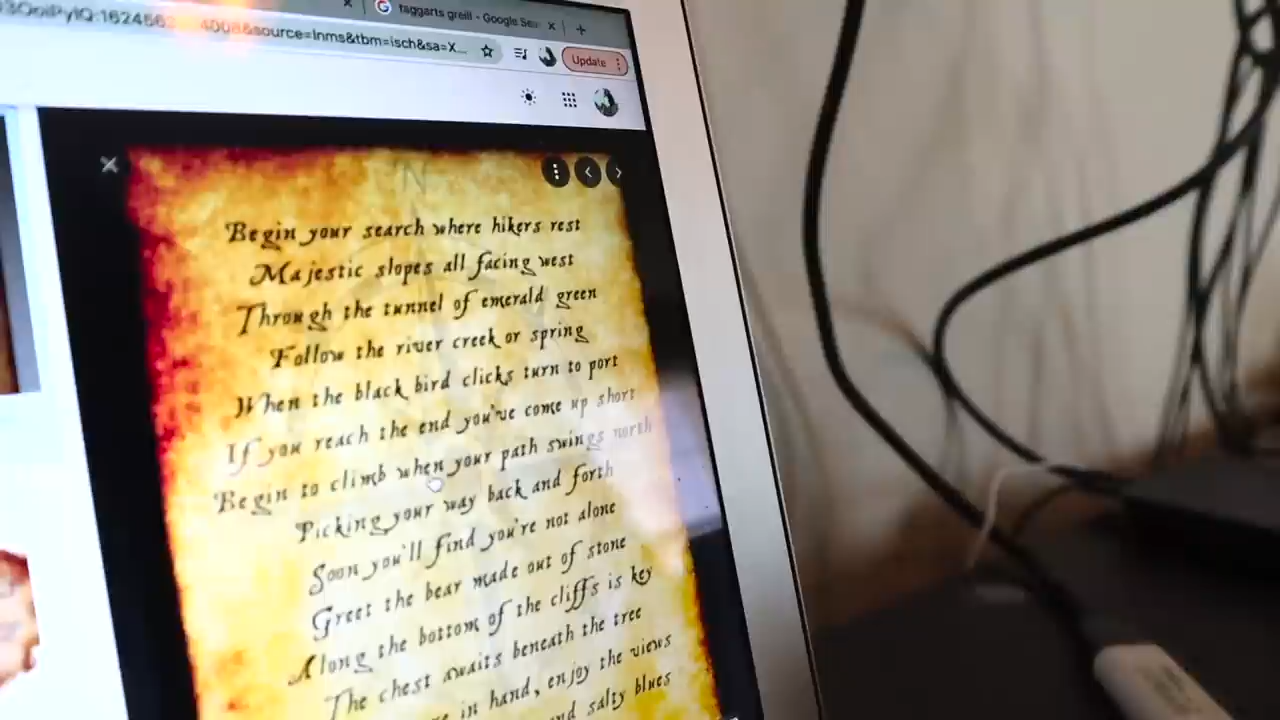 taggarts greill - Google Sea
4008&source=lnms&tbm=isch&sa=X...
Update
N
Begin your search where hikers rest
Majestic slopes all facing west
Through the tunnel of emerald green
Follow the river creek or spring
When the black bird clicks turn to port
If you reach the end you've come up short
Begin to climb when your path swings north
Picking your way back and forth
Soon you'll find you're not alone
Greet the bear made out of stone
Along the bottom of the cliffs is key
The chest awaits beneath the tree
in hand, enjoy the views
and salty blues